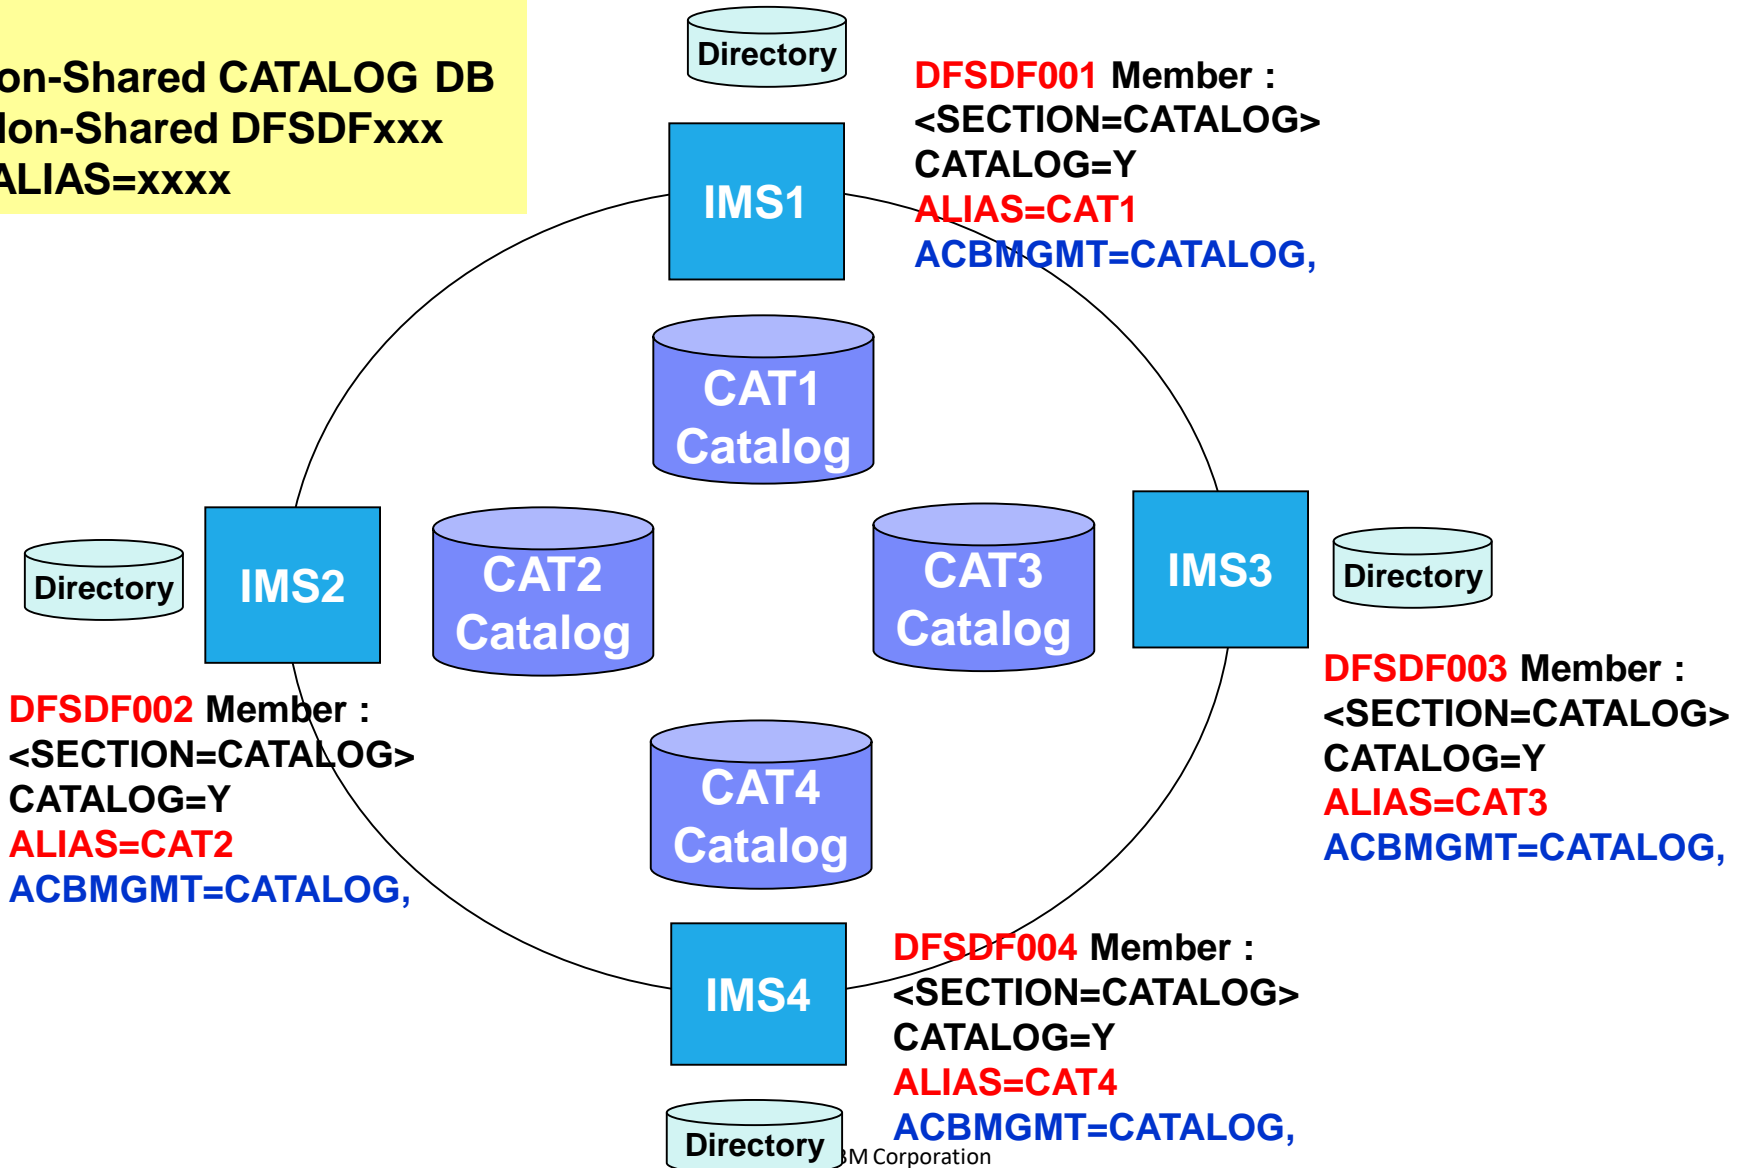 on-Shared CATALOG DB
on-Shared DFSDFxxx
ALIAS=xxxx
Directory
DFSDF001 Member :
<SECTION=CATALOG>
CATALOG=Y
ALIAS=CAT1
ACBMGMT=CATALOG,
IMS1
CAT1
Catalog
Directory
IMS2
CAT2
Catalog
CAT3
Catalog
IMS3
Directory
DFSDF002 Member :
<SECTION=CATALOG>
CATALOG=Y
ALIAS=CAT2
ACBMGMT=CATALOG,
DFSDF003 Member :
<SECTION=CATALOG>
CATALOG=Y
ALIAS=CAT3
ACBMGMT=CATALOG,
CAT4
Catalog
IMS4
DFSDF004 Member :
<SECTION=CATALOG>
CATALOG=Y
ALIAS=CAT4
ACBMGMT=CATALOG,
Directory
M Corporation